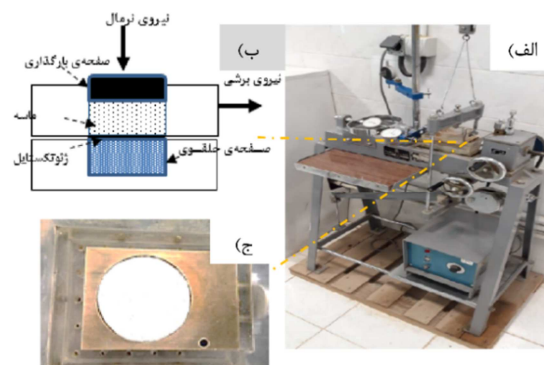 الف)
ب)
نیروی نرمال
صفحه‌ی بارگذاری
نیروی برشی
ماسه
ژئوتکستایل
صفحه‌ی حلقوی
ج)